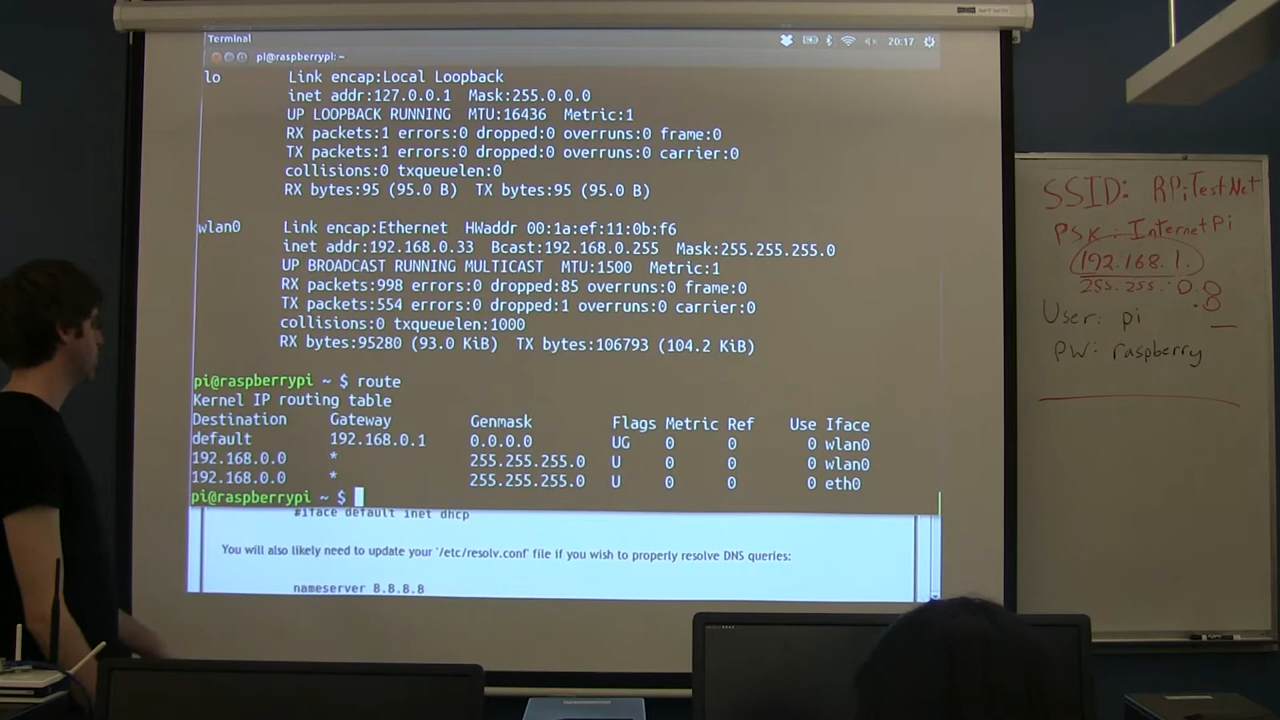 Terminal
20:17
pi@raspberrypi: ~
lo Link encap:Local Loopback
inet addr:127.0.0.1 Mask:255.0.0.0
UP LOOPBACK RUNNING MTU:16436 Metric:1
RX packets:1 errors:0 dropped:0 overruns:0 frame:0
TX packets:1 errors:0 dropped:0 overruns:0 carrier:0
collisions:0 txqueuelen:0
RX bytes:95 (95.0 B) TX bytes:95 (95.0 B)
wlan0 Link encap:Ethernet HWaddr 00:1a:ef:11:0b:f6
inet addr:192.168.0.33 Bcast:192.168.0.255 Mask:255.255.255.0
UP BROADCAST RUNNING MULTICAST MTU:1500 Metric:1
RX packets:998 errors:0 dropped:85 overruns:0 frame:0
TX packets:554 errors:0 dropped:1 overruns:0 carrier:0
collisions:0 txqueuelen:1000
RX bytes:95280 (93.0 KiB) TX bytes:106793 (104.2 KiB)
pi@raspberrypi ~ $ route
Kernel IP routing table
Destination Gateway Genmask Flags Metric Ref Use Iface
default 192.168.0.1 0.0.0.0 UG 0 0 0 wlan0
192.168.0.0 * 255.255.255.0 U 0 0 0 wlan0
192.168.0.0 * 255.255.255.0 U 0 0 0 eth0
pi@raspberrypi ~ $
#iface default inet dhcp
You will also likely need to update your '/etc/resolv.conf' file if you wish to properly resolve DNS queries:
nameserver 8.8.8.8
SSID: RPiTestNet
PSK: InternetPi
192.168.1.
255.255.0.0
User: pi
PW: raspberry